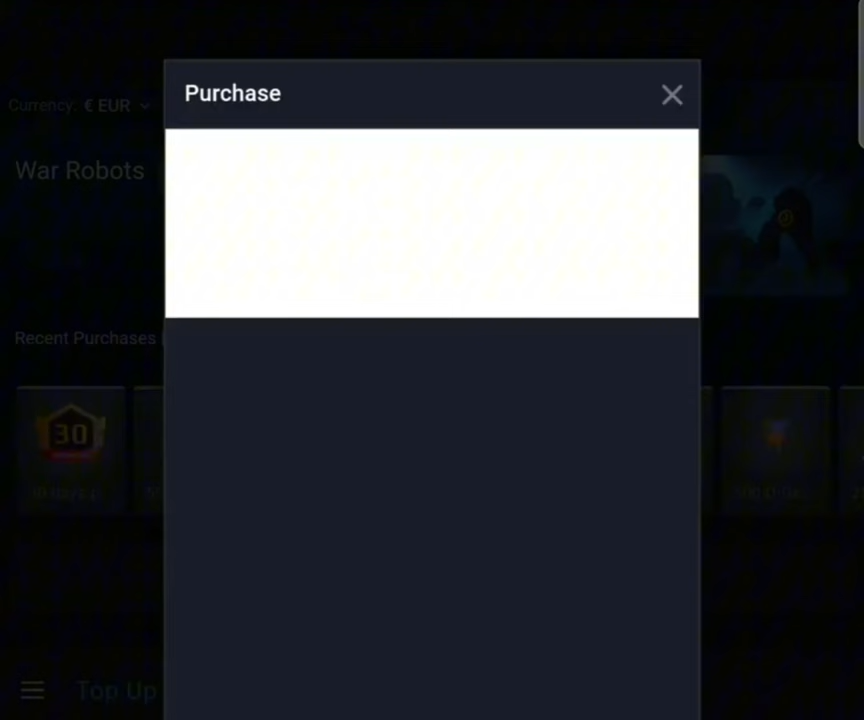 Purchase
Currency: € EUR
War Robots
Recent Purchases
30
Top Up